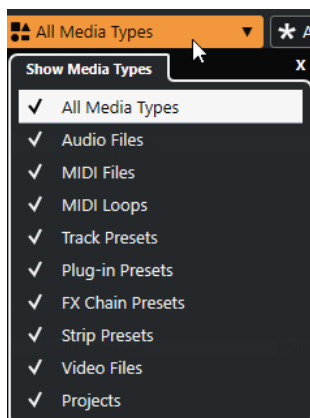 All Media Types
Show Media Types
X
All Media Types
Audio Files
MIDI Files
MIDI Loops
Track Presets
Plug-in Presets
FX Chain Presets
Strip Presets
Video Files
Projects